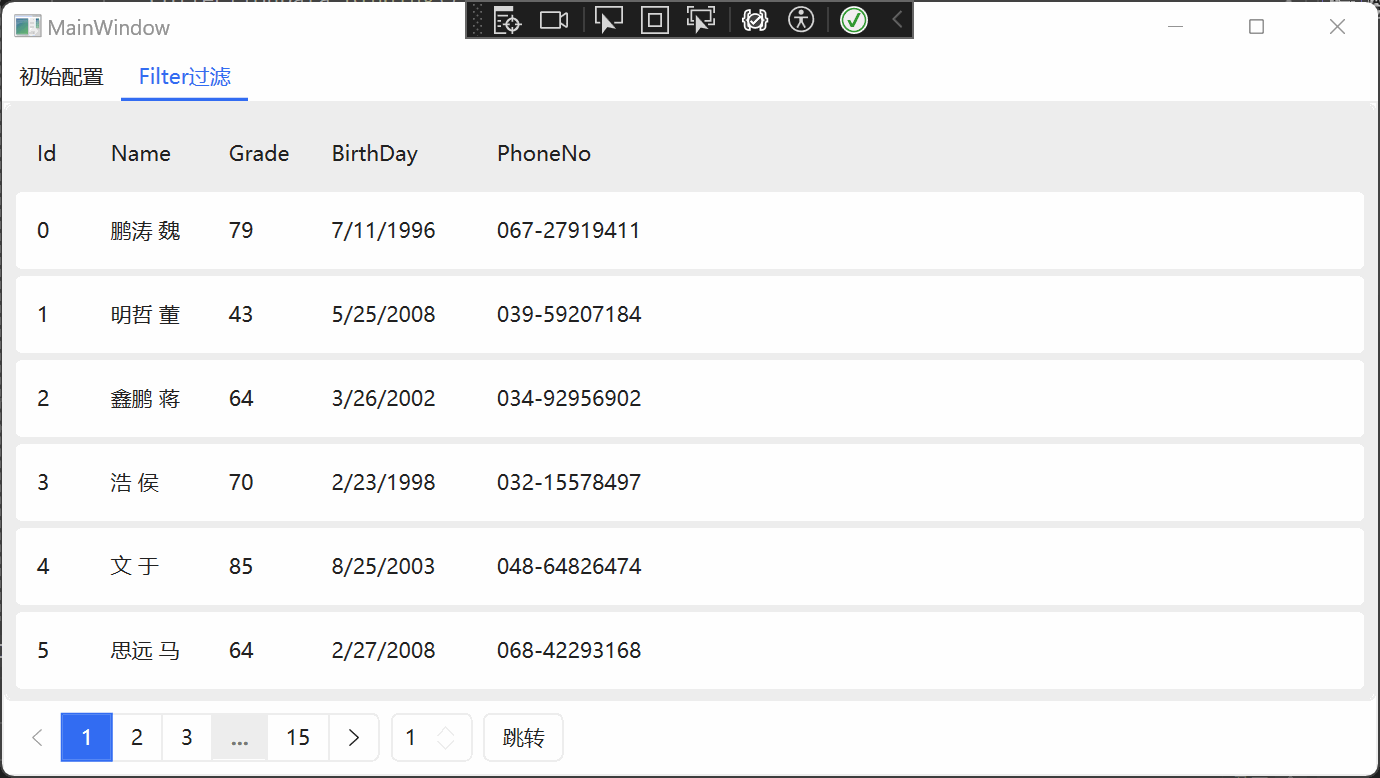 MainWindow
初始配置 Filter过滤
Id Name Grade BirthDay PhoneNo
0 鹏涛 魏 79 7/11/1996 067-27919411
1 明哲 董 43 5/25/2008 039-59207184
2 鑫鹏 蒋 64 3/26/2002 034-92956902
3 浩 侯 70 2/23/1998 032-15578497
4 文 于 85 8/25/2003 048-64826474
5 思远 马 64 2/27/2008 068-42293168
1 2 3 ... 15 1 跳转